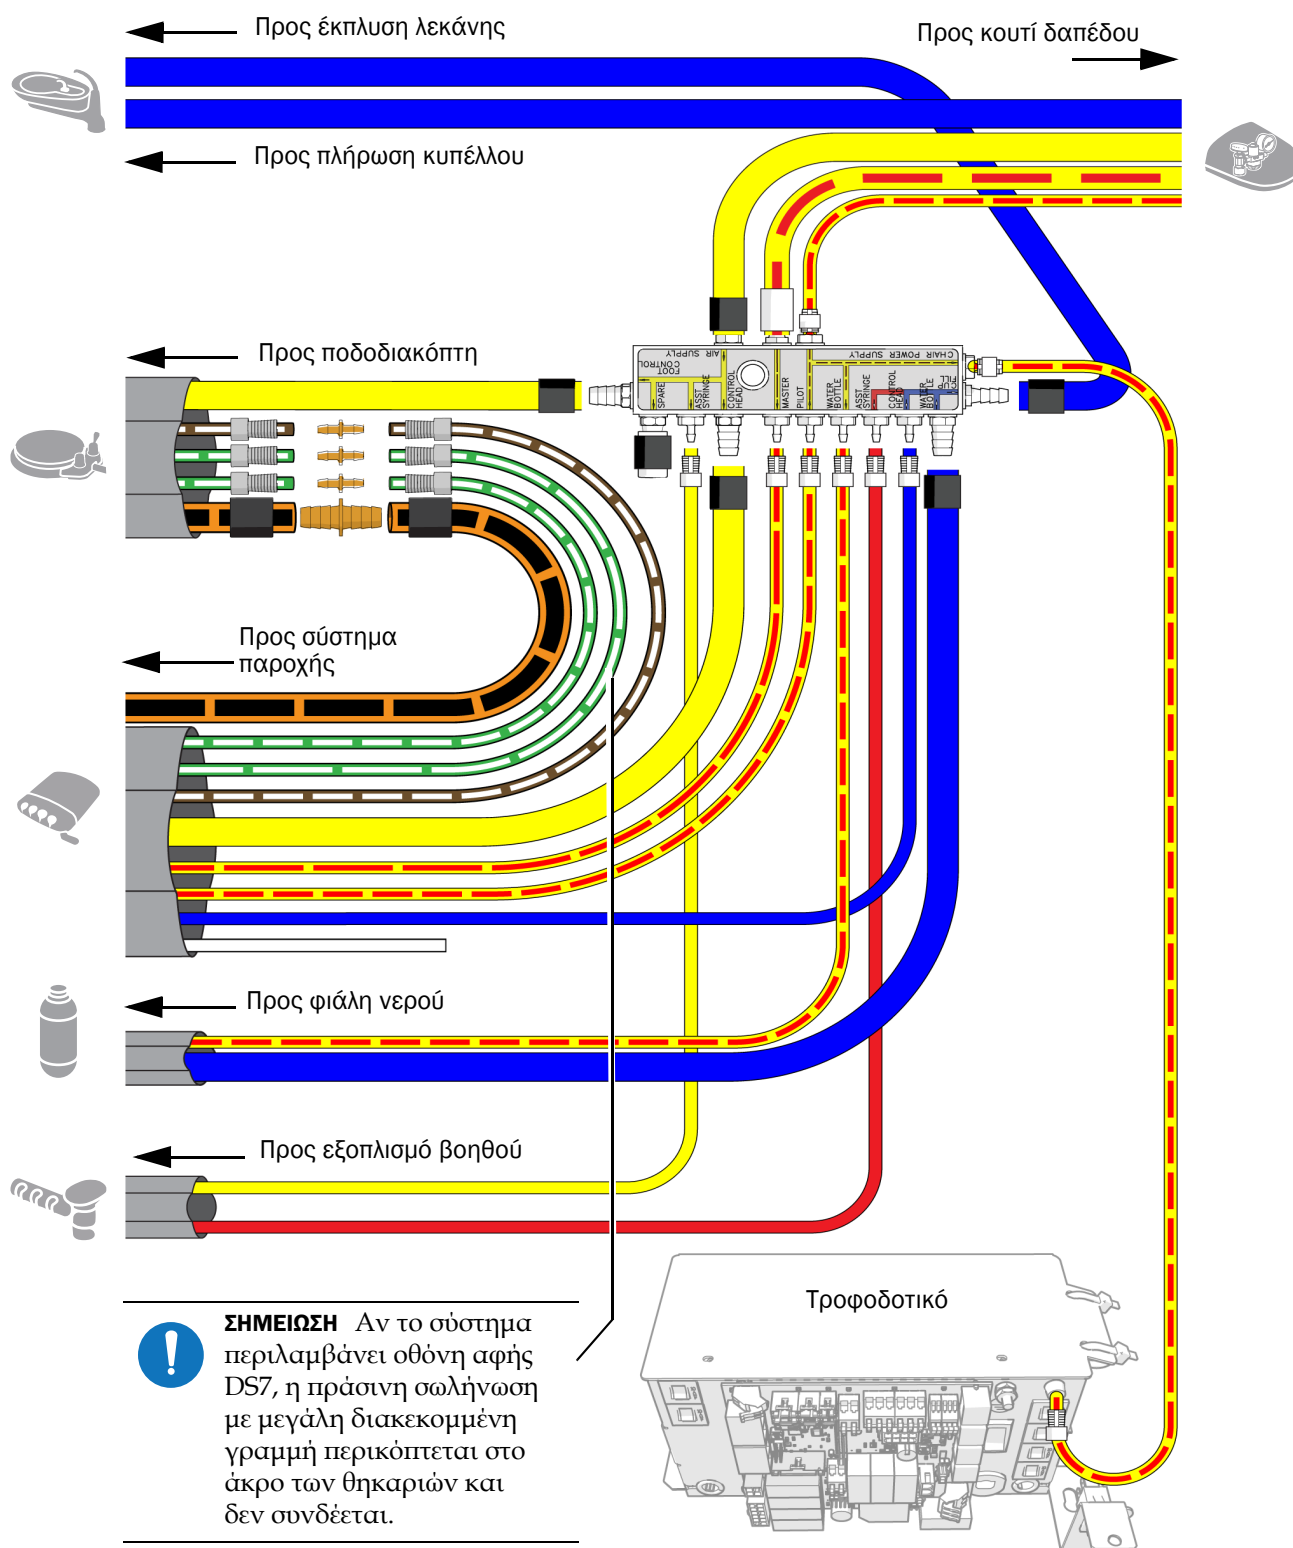 Προς έκπλυση λεκάνης
Προς κουτί δαπέδου
Προς πλήρωση κυπέλλου
Προς ποδοδιακόπτη
AIR SUPPLY
CHAIR POWER SUPPLY
FOOT
CONTROL
CUP
FILL
SPARE
ASST
SYRINGE
CONTROL
HEAD
MASTER
PILOT
WATER
BOTTLE
ASST
SYRINGE
CONTROL
HEAD
WATER
BOTTLE
Προς σύστημα
παροχής
Προς φιάλη νερού
Προς εξοπλισμό βοηθού
Τροφοδοτικό
ΣΗΜΕΙΩΣΗ Αν το σύστημα
περιλαμβάνει οθόνη αφής
DS7, η πράσινη σωλήνωση
με μεγάλη διακεκομμένη
γραμμή περικόπτεται στο
άκρο των θηκαριών και
δεν συνδέεται.